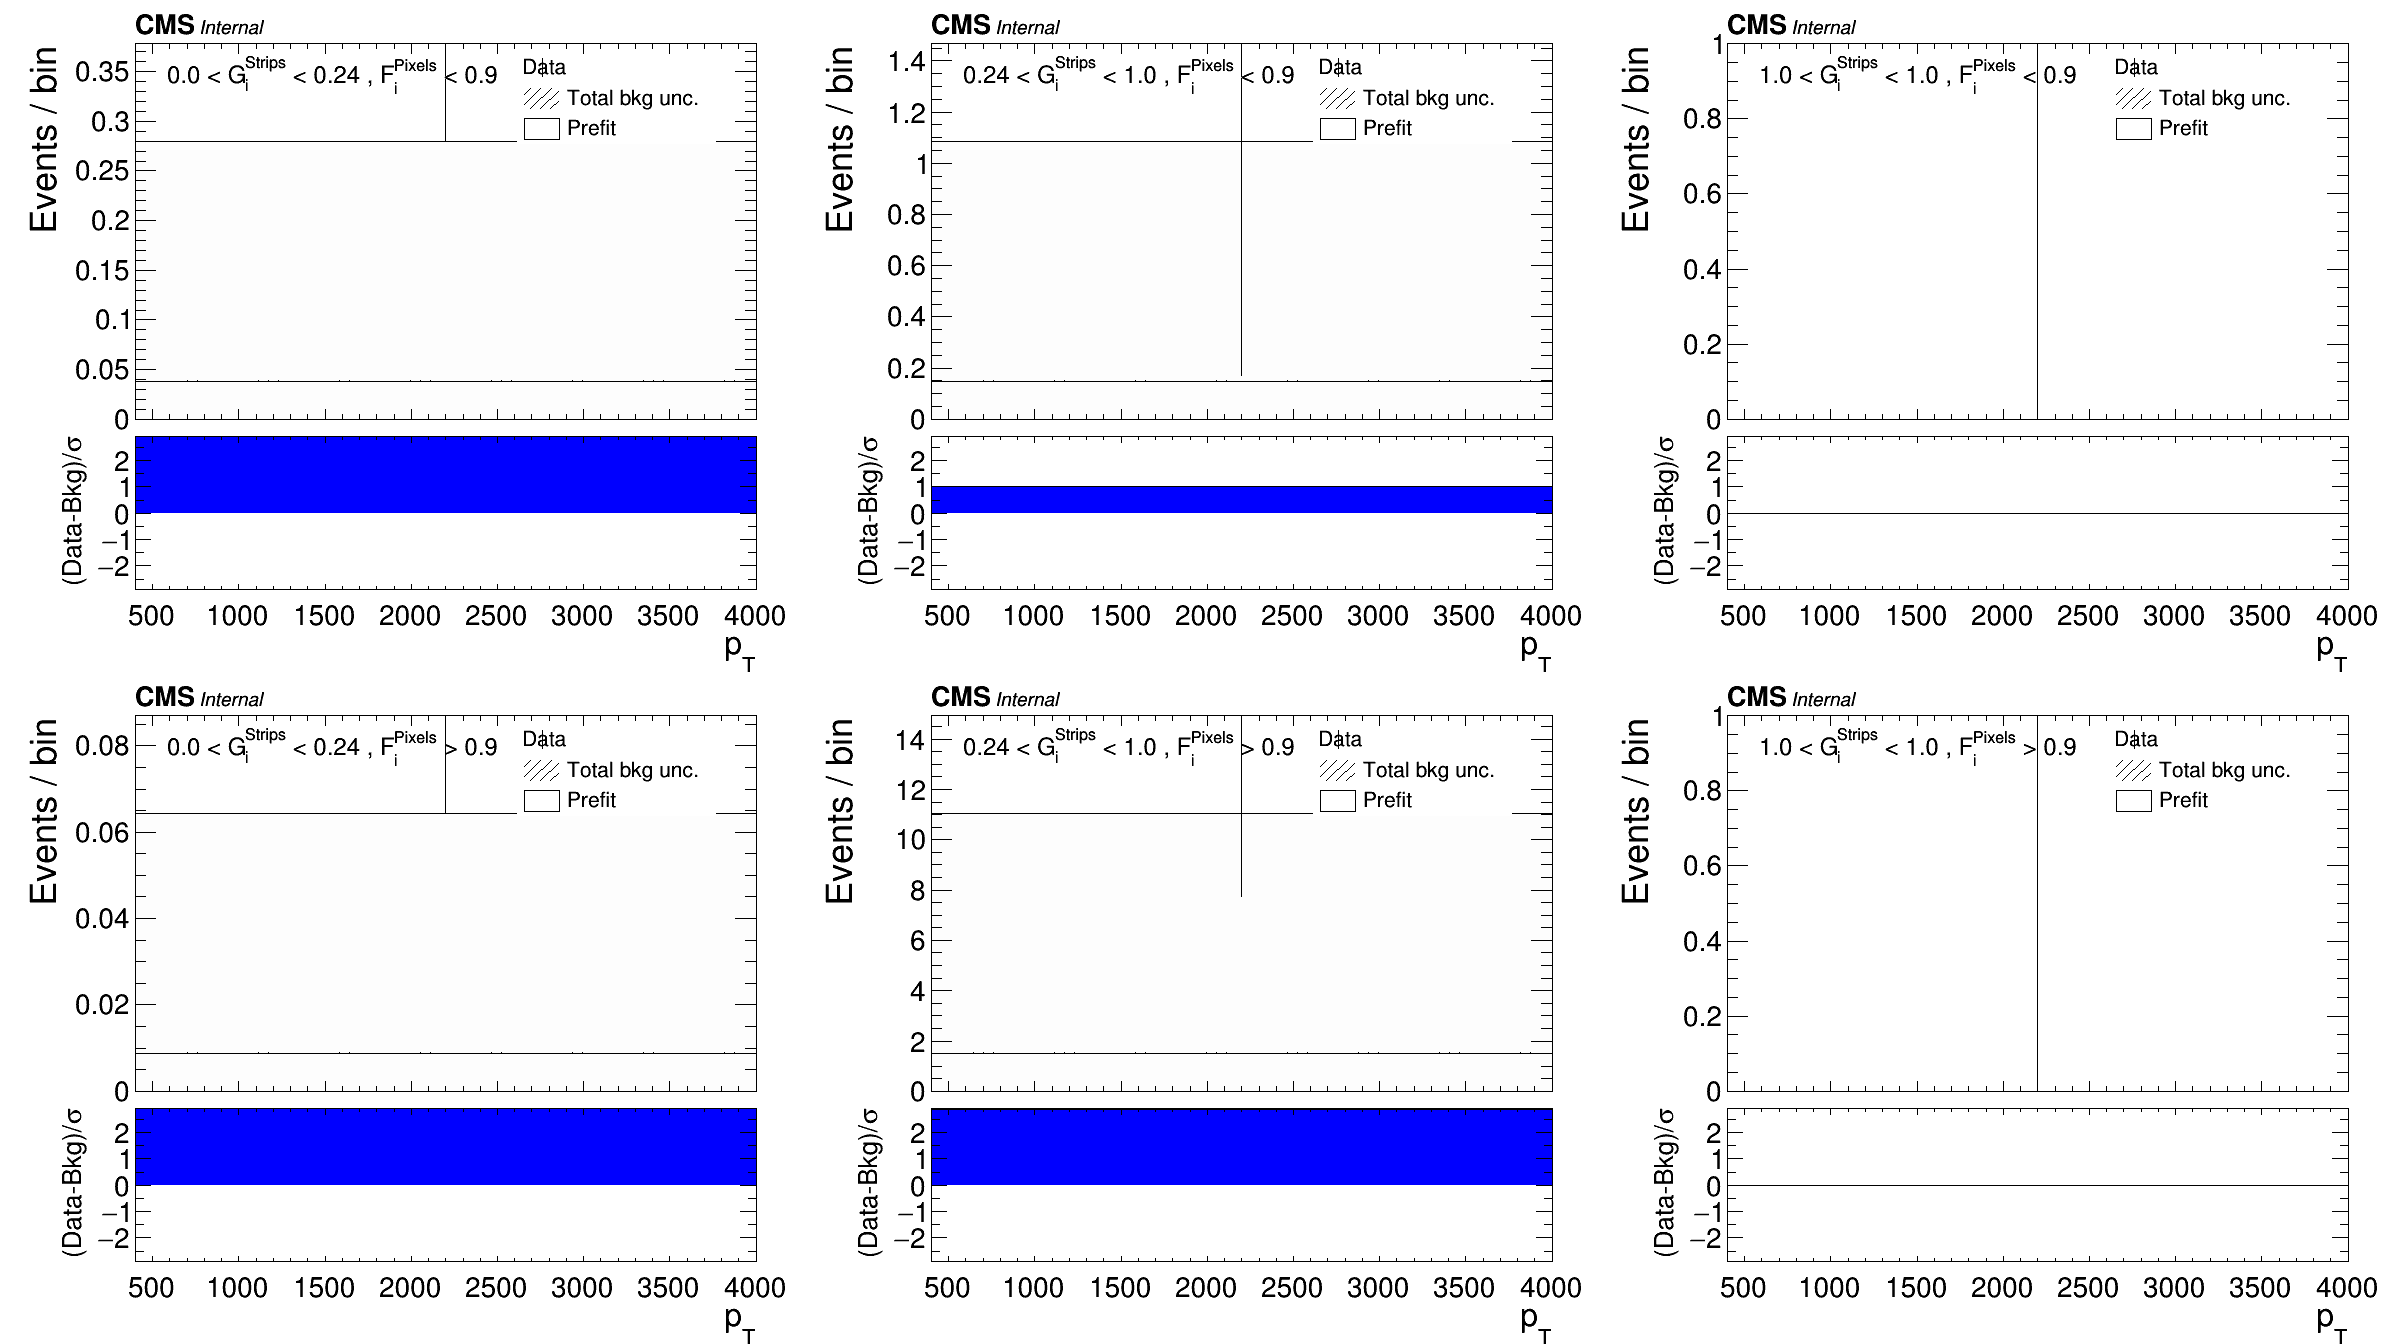 CMS Internal
Events / bin
0.0 < G_i^Strips < 0.24 , F_i^Pixels < 0.9
Data
Total bkg unc.
Prefit
0.35
0.3
0.25
0.2
0.15
0.1
0.05
0
(Data-Bkg)/σ
2
1
0
−1
−2
500 1000 1500 2000 2500 3000 3500 4000
p_T
CMS Internal
Events / bin
0.24 < G_i^Strips < 1.0 , F_i^Pixels < 0.9
Data
Total bkg unc.
Prefit
1.4
1.2
1
0.8
0.6
0.4
0.2
0
(Data-Bkg)/σ
2
1
0
−1
−2
500 1000 1500 2000 2500 3000 3500 4000
p_T
CMS Internal
Events / bin
1.0 < G_i^Strips < 1.0 , F_i^Pixels < 0.9
Data
Total bkg unc.
Prefit
1
0.8
0.6
0.4
0.2
0
(Data-Bkg)/σ
2
1
0
−1
−2
500 1000 1500 2000 2500 3000 3500 4000
p_T
CMS Internal
Events / bin
0.0 < G_i^Strips < 0.24 , F_i^Pixels > 0.9
Data
Total bkg unc.
Prefit
0.08
0.06
0.04
0.02
0
(Data-Bkg)/σ
2
1
0
−1
−2
500 1000 1500 2000 2500 3000 3500 4000
p_T
CMS Internal
Events / bin
0.24 < G_i^Strips < 1.0 , F_i^Pixels > 0.9
Data
Total bkg unc.
Prefit
14
12
10
8
6
4
2
0
(Data-Bkg)/σ
2
1
0
−1
−2
500 1000 1500 2000 2500 3000 3500 4000
p_T
CMS Internal
Events / bin
1.0 < G_i^Strips < 1.0 , F_i^Pixels > 0.9
Data
Total bkg unc.
Prefit
1
0.8
0.6
0.4
0.2
0
(Data-Bkg)/σ
2
1
0
−1
−2
500 1000 1500 2000 2500 3000 3500 4000
p_T